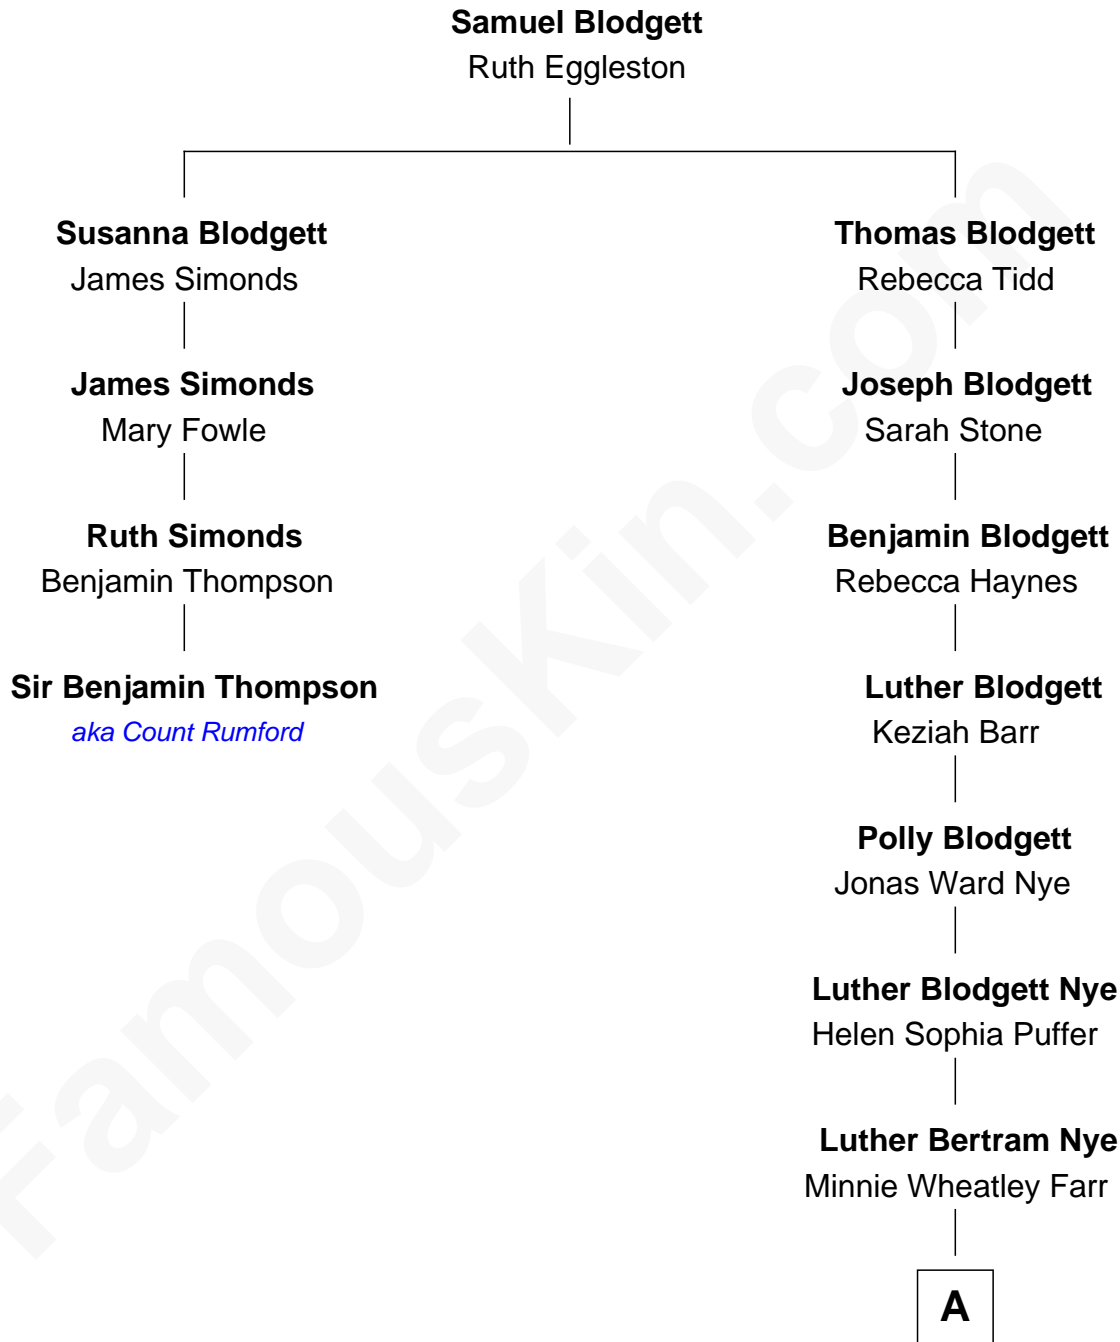 Samuel Blodgett
Ruth Eggleston
Susanna Blodgett
James Simonds
James Simonds
Mary Fowle
Ruth Simonds
Benjamin Thompson
Sir Benjamin Thompson
aka Count Rumford
Thomas Blodgett
Rebecca Tidd
Joseph Blodgett
Sarah Stone
Benjamin Blodgett
Rebecca Haynes
Luther Blodgett
Keziah Barr
Polly Blodgett
Jonas Ward Nye
Luther Blodgett Nye
Helen Sophia Puffer
Luther Bertram Nye
Minnie Wheatley Farr
A
FamousKin.com